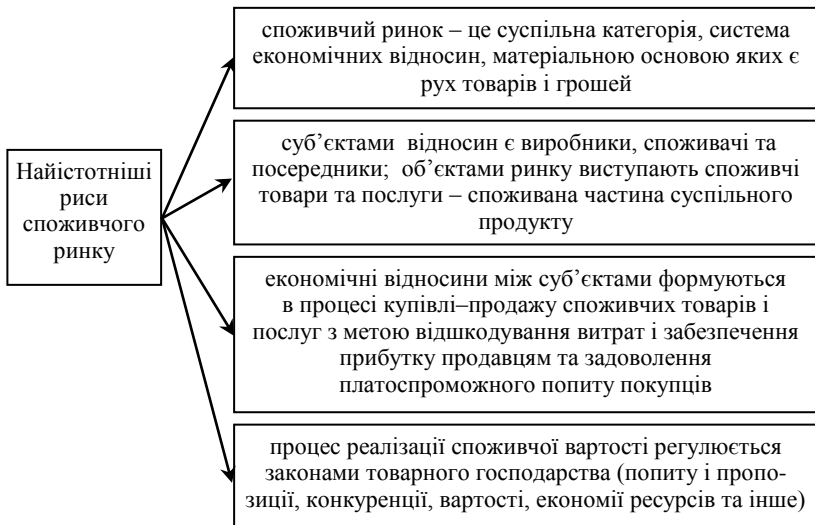 споживчий ринок – це суспільна категорія, система
економічних відносин, матеріальною основою яких є
рух товарів і грошей
суб’єктами відносин є виробники, споживачі та
посередники; об’єктами ринку виступають споживчі
товари та послуги – споживана частина суспільного
продукту
Найістотніші
риси
споживчого
ринку
економічні відносини між суб’єктами формуються
в процесі купівлі–продажу споживчих товарів і
послуг з метою відшкодування витрат і забезпечення
прибутку продавцям та задоволення
платоспроможного попиту покупців
процес реалізації споживчої вартості регулюється
законами товарного господарства (попиту і пропо-
зиції, конкуренції, вартості, економії ресурсів та інше)